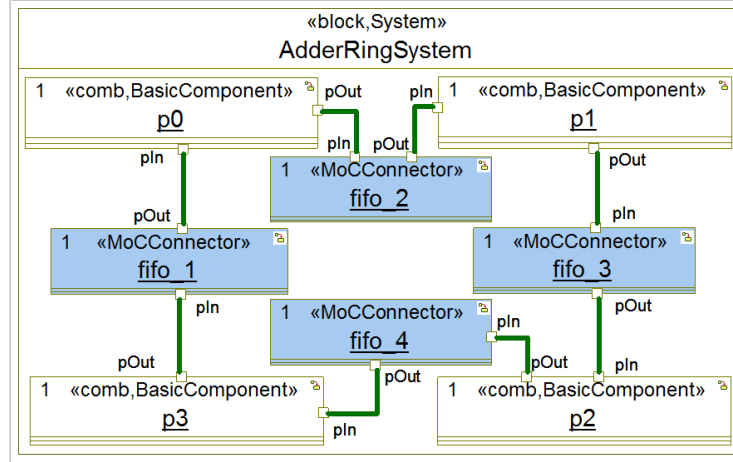 «block,System»
AdderRingSystem
1 «comb,BasicComponent»
p0
pOut
pIn
1 «comb,BasicComponent»
p1
pIn
pIn
pOut
pOut
1 «MoCConnector»
fifo_2
pOut
pIn
1 «MoCConnector»
fifo_1
1 «MoCConnector»
fifo_3
pIn
pOut
1 «MoCConnector»
fifo_4
pIn
pOut
pOut
pOut
pIn
1 «comb,BasicComponent»
p3
pIn
1 «comb,BasicComponent»
p2